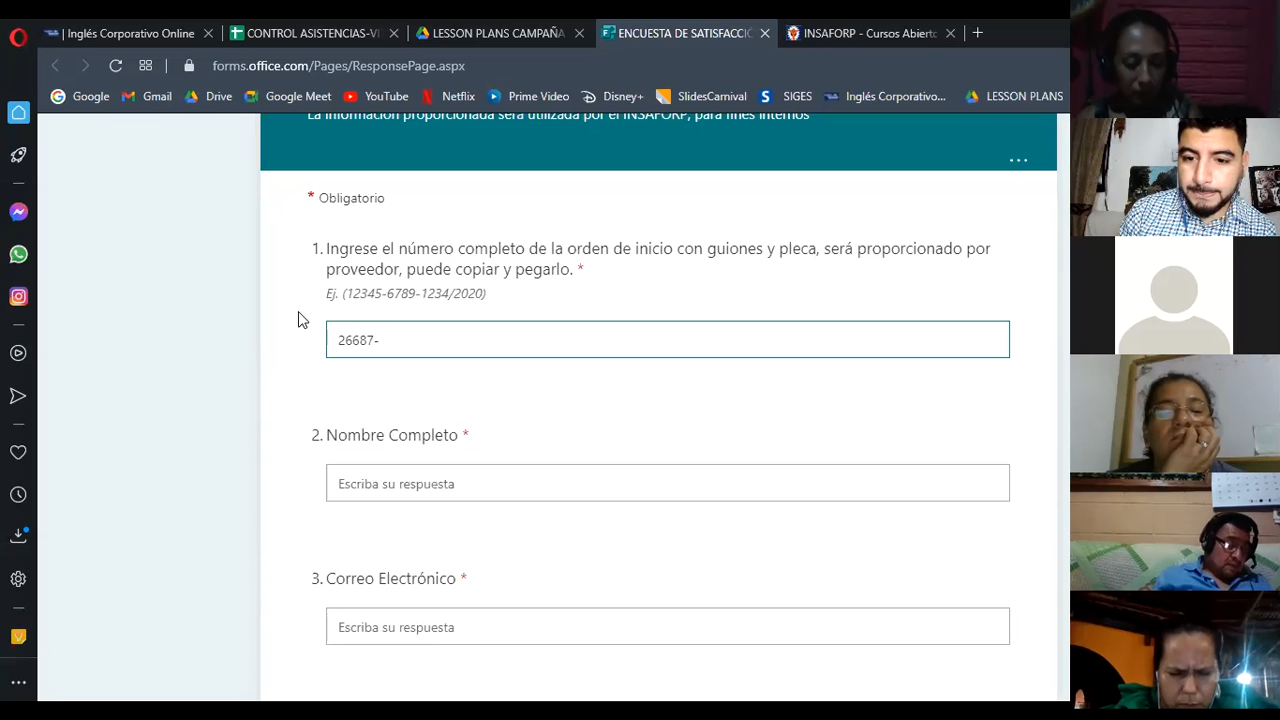 | Inglés Corporativo Online
CONTROL ASISTENCIAS-VI
LESSON PLANS CAMPAÑA
ENCUESTA DE SATISFACCIÓ
INSAFORP - Cursos Abierto
forms.office.com/Pages/ResponsePage.aspx
Google
Gmail
Drive
Google Meet
YouTube
Netflix
Prime Video
Disney+
SlidesCarnival
SIGES
Inglés Corporativo...
LESSON PLANS
La información proporcionada será utilizada por el INSAFORP, para fines internos
* Obligatorio
1. Ingrese el número completo de la orden de inicio con guiones y pleca, será proporcionado por
proveedor, puede copiar y pegarlo. *
Ej. (12345-6789-1234/2020)
26687-
2. Nombre Completo *
Escriba su respuesta
3. Correo Electrónico *
Escriba su respuesta